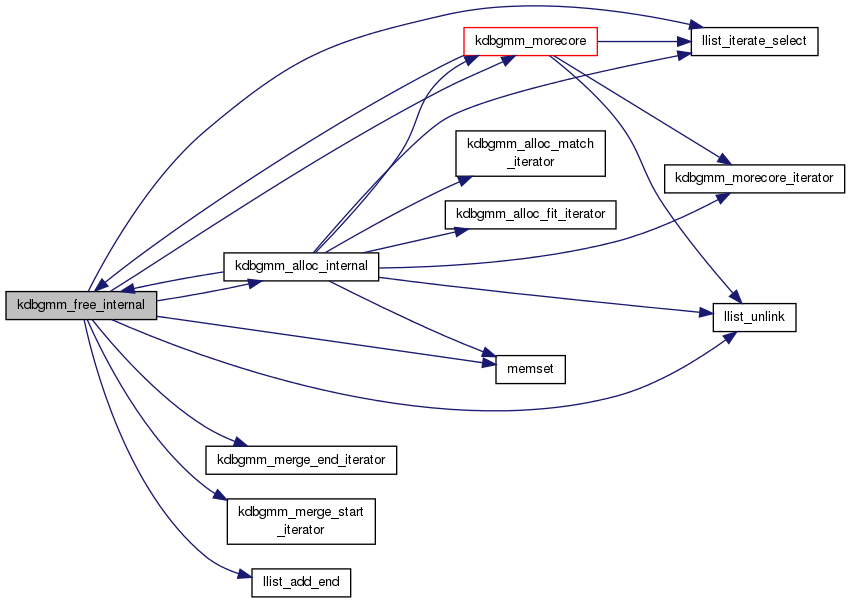 kdbgmm_morecore
llist_iterate_select
kdbgmm_alloc_match
_iterator
kdbgmm_morecore_iterator
kdbgmm_alloc_fit_iterator
kdbgmm_alloc_internal
kdbgmm_free_internal
llist_unlink
memset
kdbgmm_merge_end_iterator
kdbgmm_merge_start
_iterator
llist_add_end